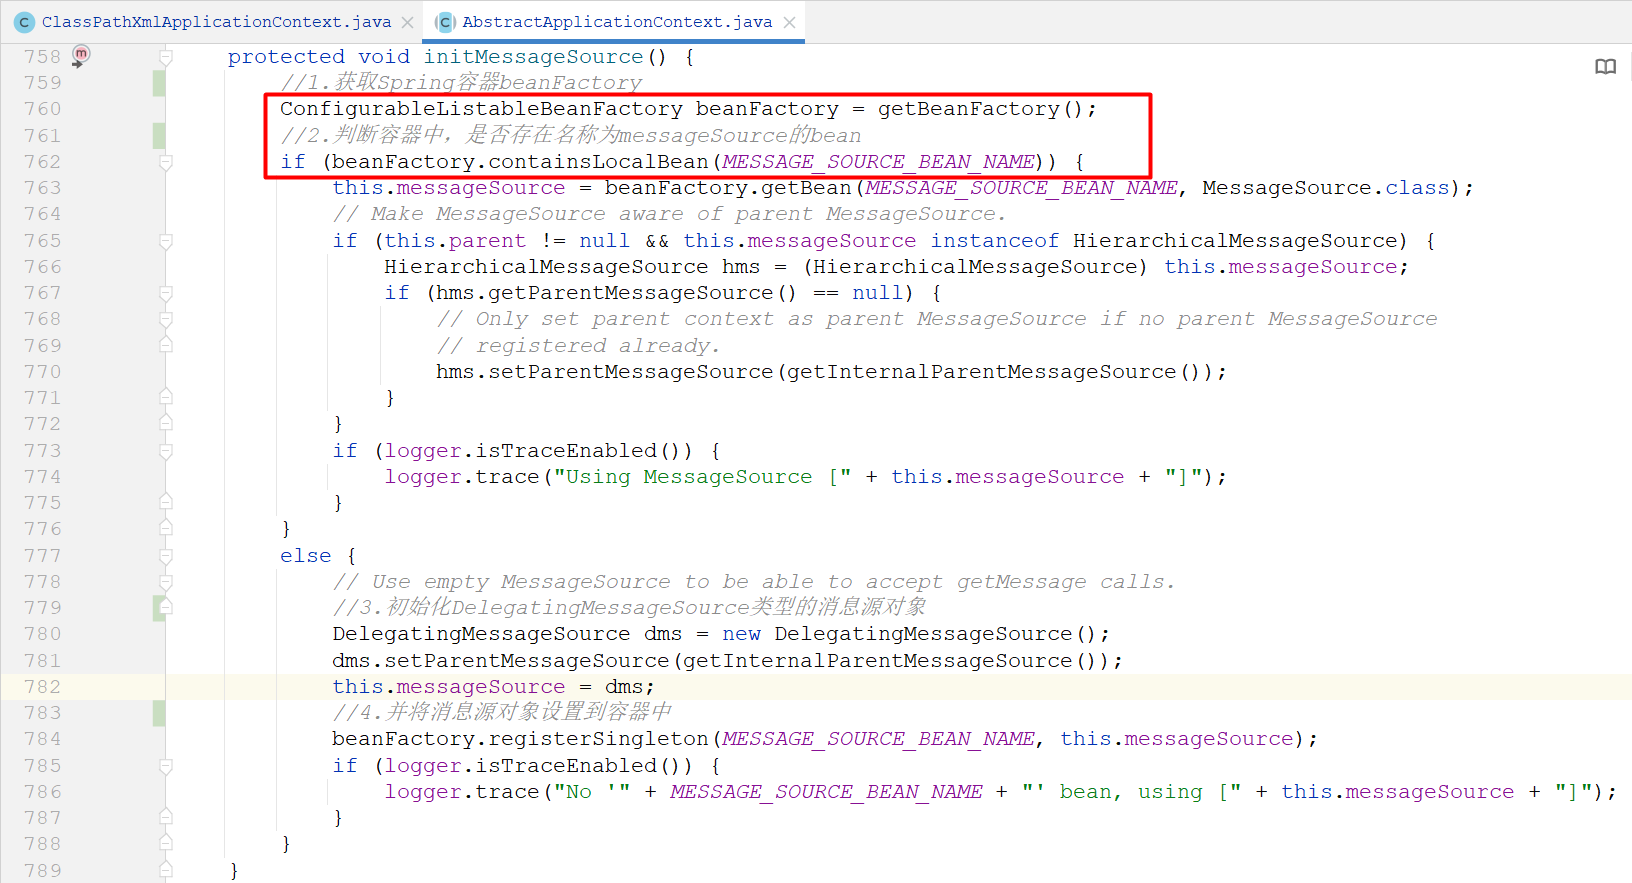 C ClassPathXmlApplicationContext.java × C AbstractApplicationContext.java ×
758 m protected void initMessageSource() {
759 //1.获取Spring容器beanFactory
760 ConfigurableListableBeanFactory beanFactory = getBeanFactory();
761 //2.判断容器中，是否存在名称为messageSource的bean
762 if (beanFactory.containsLocalBean(MESSAGE_SOURCE_BEAN_NAME)) {
763 this.messageSource = beanFactory.getBean(MESSAGE_SOURCE_BEAN_NAME, MessageSource.class);
764 // Make MessageSource aware of parent MessageSource.
765 if (this.parent != null && this.messageSource instanceof HierarchicalMessageSource) {
766 HierarchicalMessageSource hms = (HierarchicalMessageSource) this.messageSource;
767 if (hms.getParentMessageSource() == null) {
768 // Only set parent context as parent MessageSource if no parent MessageSource
769 // registered already.
770 hms.setParentMessageSource(getInternalParentMessageSource());
771 }
772 }
773 if (logger.isTraceEnabled()) {
774 logger.trace("Using MessageSource [" + this.messageSource + "]");
775 }
776 }
777 else {
778 // Use empty MessageSource to be able to accept getMessage calls.
779 //3.初始化DelegatingMessageSource类型的消息源对象
780 DelegatingMessageSource dms = new DelegatingMessageSource();
781 dms.setParentMessageSource(getInternalParentMessageSource());
782 this.messageSource = dms;
783 //4.并将消息源对象设置到容器中
784 beanFactory.registerSingleton(MESSAGE_SOURCE_BEAN_NAME, this.messageSource);
785 if (logger.isTraceEnabled()) {
786 logger.trace("No '" + MESSAGE_SOURCE_BEAN_NAME + "' bean, using [" + this.messageSource + "]");
787 }
788 }
789 }